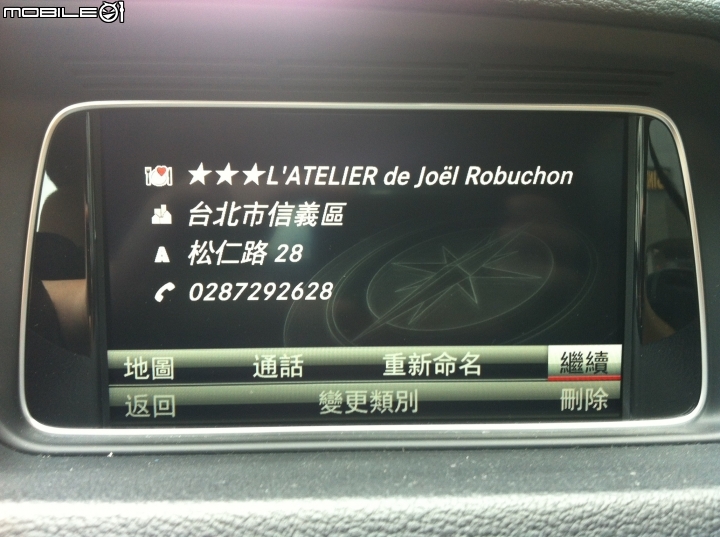 MOBILE01
★★★L'ATELIER de Joël Robuchon
台北市信義區
A 松仁路 28
0287292628
地圖 通話 重新命名 繼續
返回 變更類別 刪除